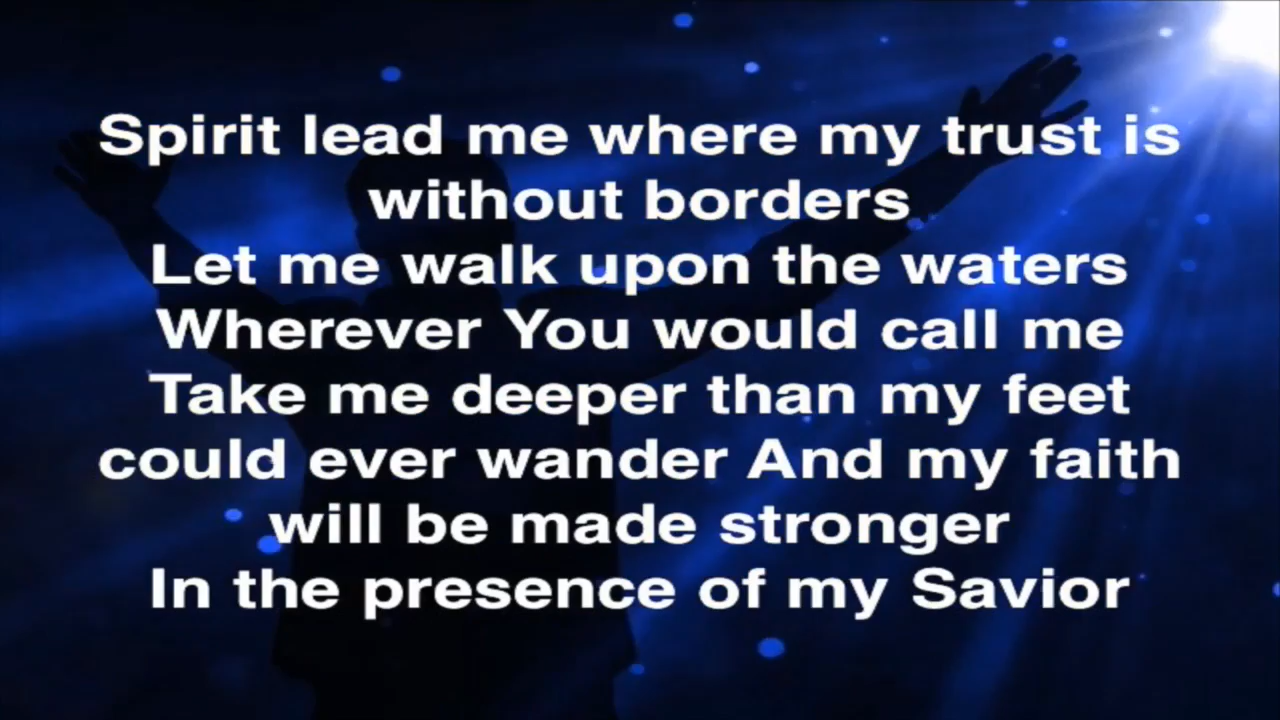 Spirit lead me where my trust is
without borders
Let me walk upon the waters
Wherever You would call me
Take me deeper than my feet
could ever wander And my faith
will be made stronger
In the presence of my Savior